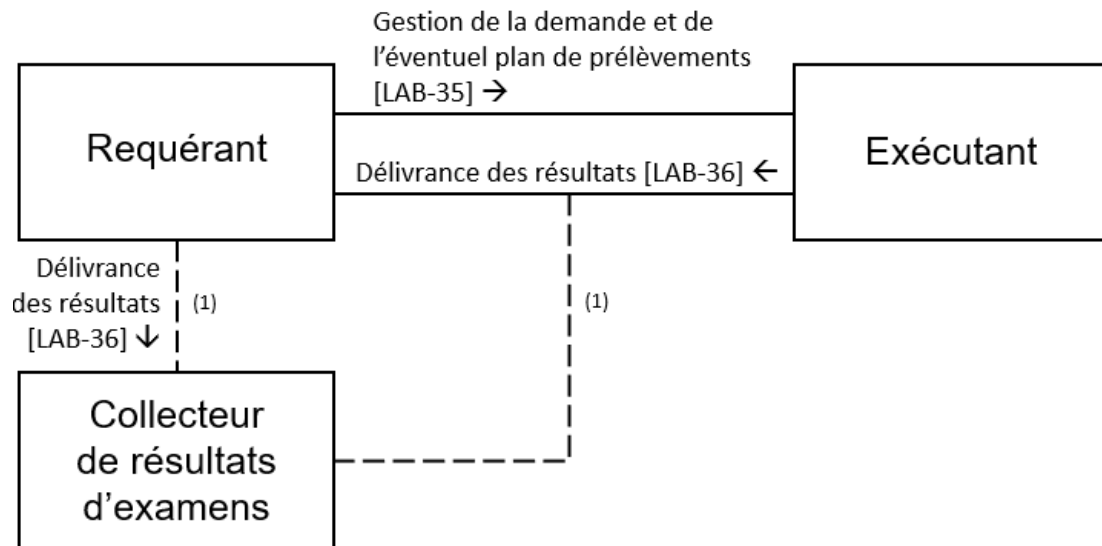 Gestion de la demande et de
l’éventuel plan de prélèvements
[LAB-35] →
Requérant
Exécutant
Délivrance des résultats [LAB-36] ←
Délivrance
des résultats
[LAB-36] ↓
(1)
(1)
Collecteur
de résultats
d’examens